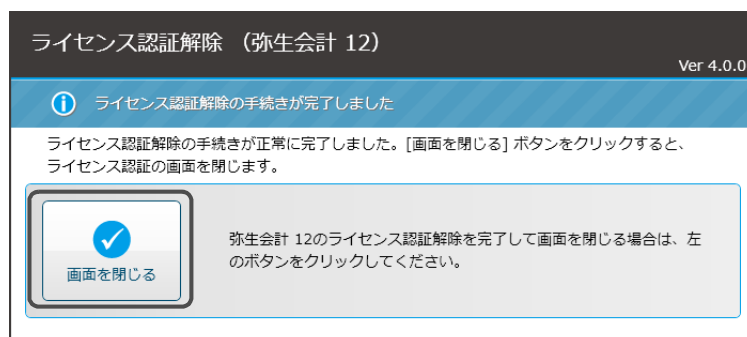 ライセンス認証解除 （弥生会計 12）
Ver 4.0.0
ライセンス認証解除の手続きが完了しました
ライセンス認証解除の手続きが正常に完了しました。[画面を閉じる] ボタンをクリックすると、
ライセンス認証の画面を閉じます。
画面を閉じる
弥生会計 12のライセンス認証解除を完了して画面を閉じる場合は、左
のボタンをクリックしてください。